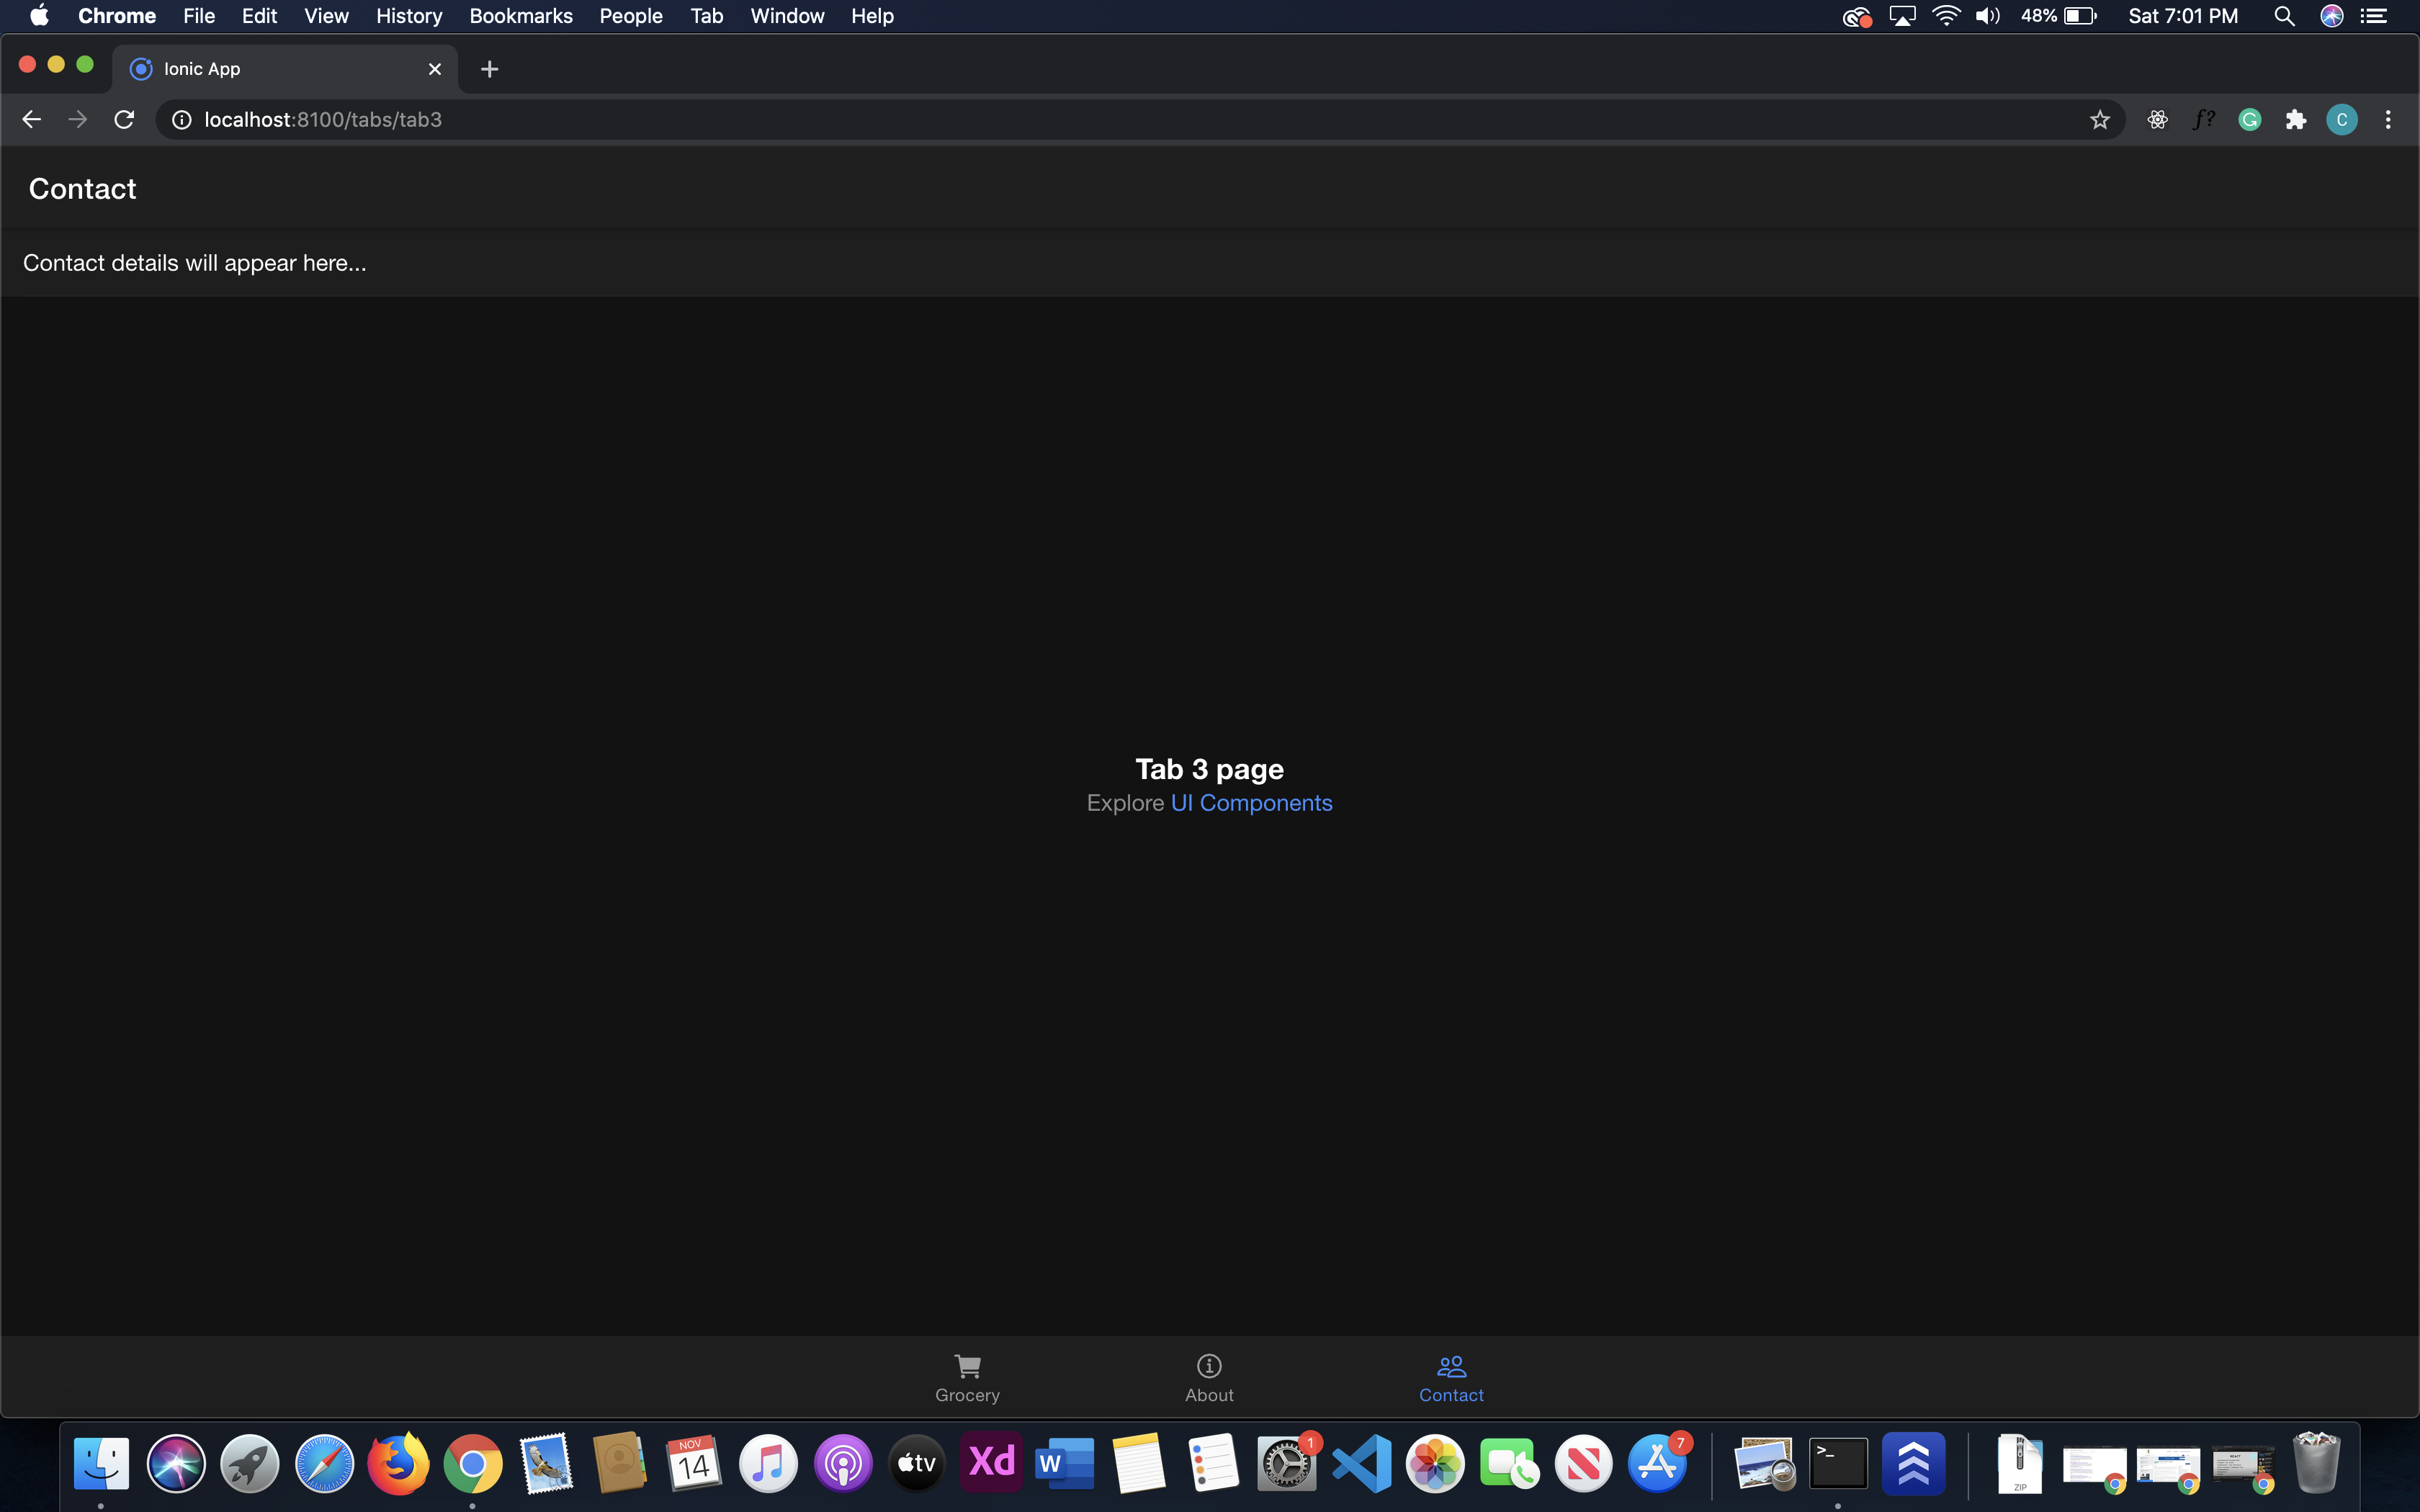 Chrome File Edit View History Bookmarks People Tab Window Help 48% Sat 7:01 PM
Ionic App
localhost:8100/tabs/tab3
f?
G
C
Contact
Contact details will appear here...
Tab 3 page
Explore UI Components
Grocery About Contact
NOV
14
tv
Xd
W
1
7
>_
ZIP